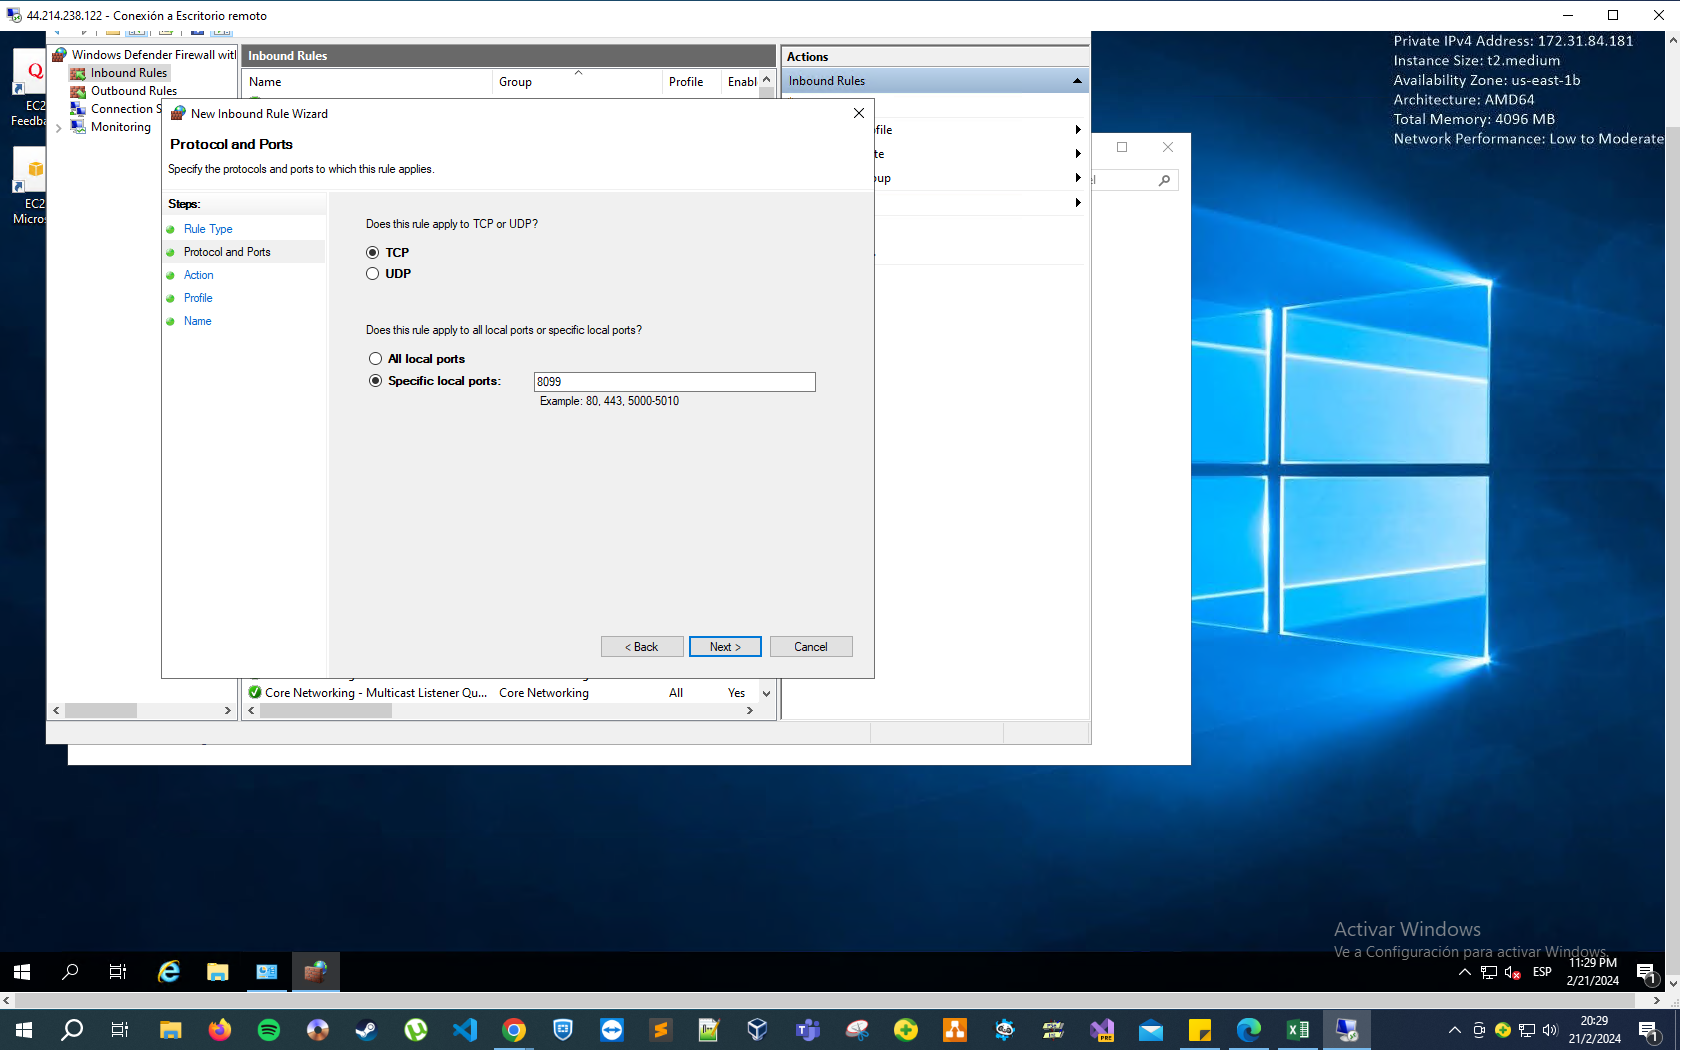 44.214.238.122 - Conexión a Escritorio remoto
Private IPv4 Address: 172.31.84.181
Instance Size: t2.medium
Availability Zone: us-east-1b
Architecture: AMD64
Total Memory: 4096 MB
Network Performance: Low to Moderate
EC2
Feedba
EC2
Micros
Windows Defender Firewall with
Inbound Rules
Outbound Rules
Connection S
Monitoring
Inbound Rules
Name Group Profile Enabl
Actions
Inbound Rules
file
te
oup
New Inbound Rule Wizard
Protocol and Ports
Specify the protocols and ports to which this rule applies.
Steps:
Rule Type
Protocol and Ports
Action
Profile
Name
Does this rule apply to TCP or UDP?
TCP
UDP
Does this rule apply to all local ports or specific local ports?
All local ports
Specific local ports: 8099
Example: 80, 443, 5000-5010
< Back Next > Cancel
Core Networking - Multicast Listener Qu... Core Networking All Yes
Activar Windows
Ve a Configuración para activar Windows.
ESP
11:29 PM
2/21/2024
1
20:29
21/2/2024
1